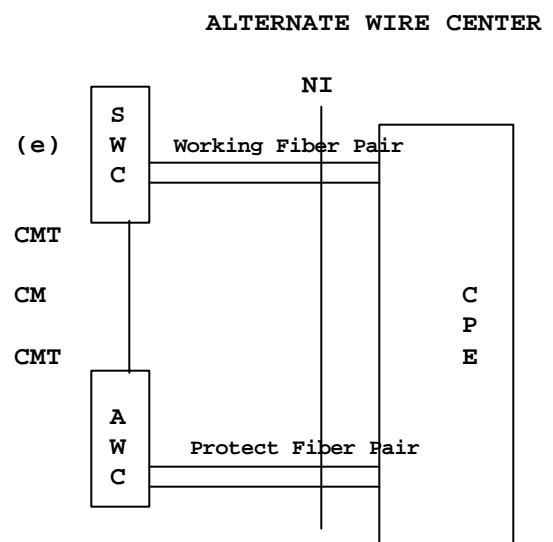 ALTERNATE WIRE CENTER
NI
S
W
C
(e)
Working Fiber Pair
CMT
CM
CMT
C
P
E
A
W
C
Protect Fiber Pair